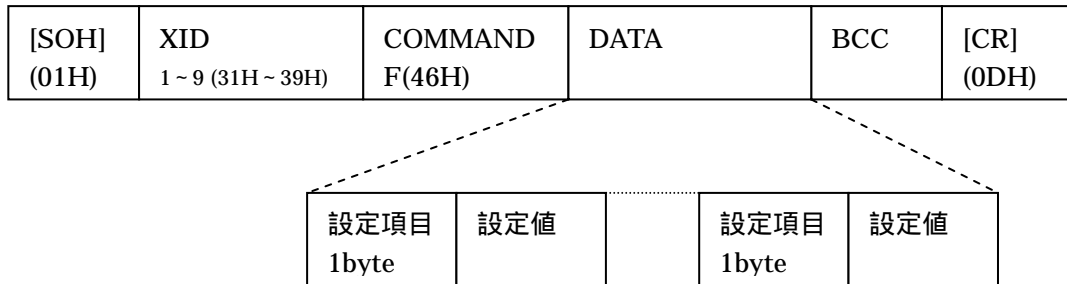 [SOH] XID COMMAND DATA BCC [CR]
(01H) 1~9 (31H~39H) F(46H) (0DH)
設定項目 設定値 設定項目 設定値
1byte 1byte